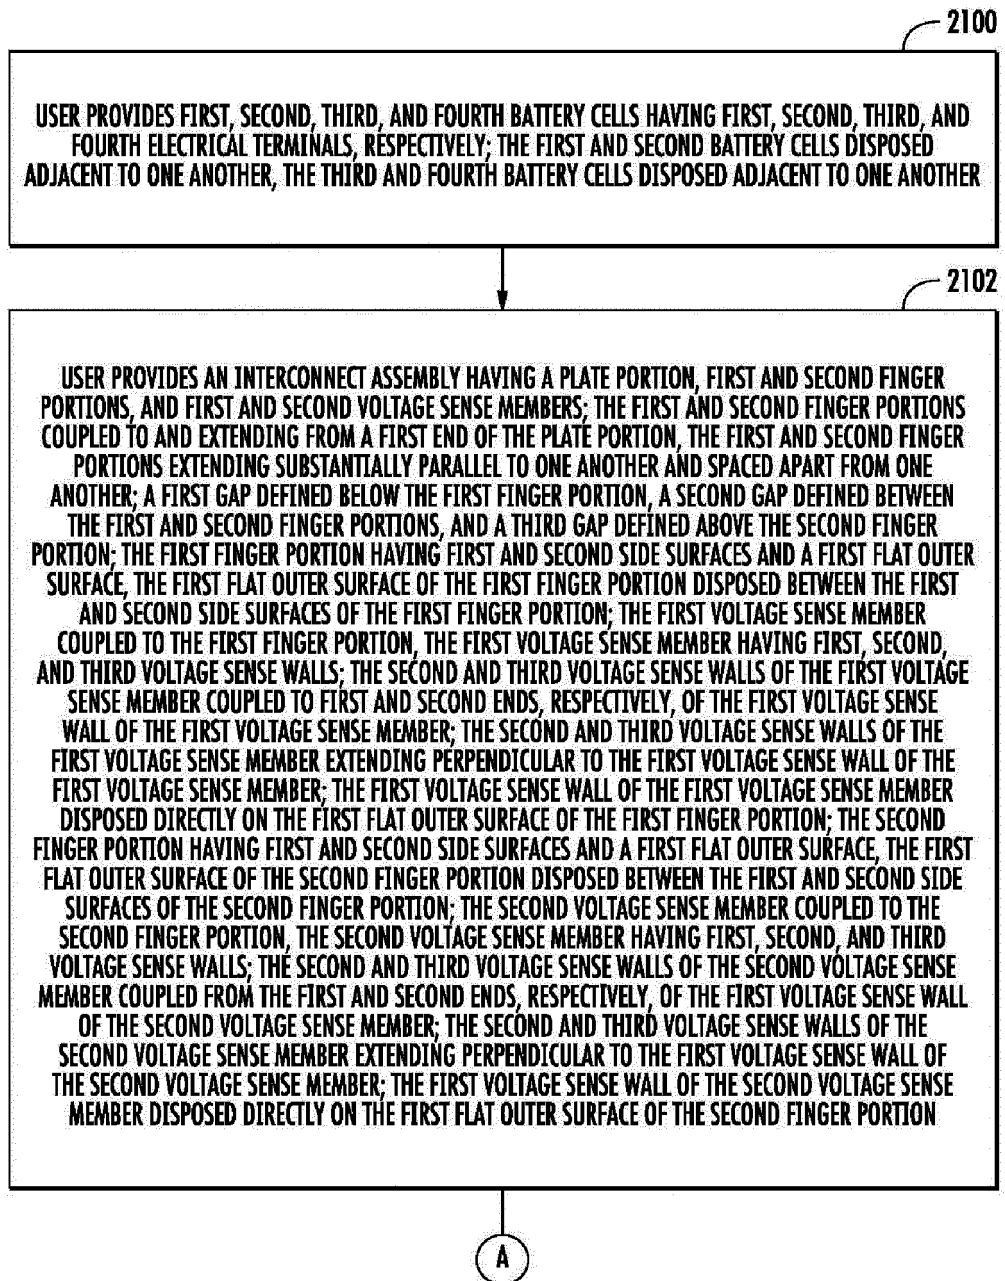 2100
USER PROVIDES FIRST, SECOND, THIRD, AND FOURTH BATTERY CELLS HAVING FIRST, SECOND, THIRD, AND
FOURTH ELECTRICAL TERMINALS, RESPECTIVELY; THE FIRST AND SECOND BATTERY CELLS DISPOSED
ADJACENT TO ONE ANOTHER, THE THIRD AND FOURTH BATTERY CELLS DISPOSED ADJACENT TO ONE ANOTHER
2102
USER PROVIDES AN INTERCONNECT ASSEMBLY HAVING A PLATE PORTION, FIRST AND SECOND FINGER
PORTIONS, AND FIRST AND SECOND VOLTAGE SENSE MEMBERS; THE FIRST AND SECOND FINGER PORTIONS
COUPLED TO AND EXTENDING FROM A FIRST END OF THE PLATE PORTION, THE FIRST AND SECOND FINGER
PORTIONS EXTENDING SUBSTANTIALLY PARALLEL TO ONE ANOTHER AND SPACED APART FROM ONE
ANOTHER; A FIRST GAP DEFINED BELOW THE FIRST FINGER PORTION, A SECOND GAP DEFINED BETWEEN
THE FIRST AND SECOND FINGER PORTIONS, AND A THIRD GAP DEFINED ABOVE THE SECOND FINGER
PORTION; THE FIRST FINGER PORTION HAVING FIRST AND SECOND SIDE SURFACES AND A FIRST FLAT OUTER
SURFACE, THE FIRST FLAT OUTER SURFACE OF THE FIRST FINGER PORTION DISPOSED BETWEEN THE FIRST
AND SECOND SIDE SURFACES OF THE FIRST FINGER PORTION; THE FIRST VOLTAGE SENSE MEMBER
COUPLED TO THE FIRST FINGER PORTION, THE FIRST VOLTAGE SENSE MEMBER HAVING FIRST, SECOND,
AND THIRD VOLTAGE SENSE WALLS; THE SECOND AND THIRD VOLTAGE SENSE WALLS OF THE FIRST VOLTAGE
SENSE MEMBER COUPLED TO FIRST AND SECOND ENDS, RESPECTIVELY, OF THE FIRST VOLTAGE SENSE
WALL OF THE FIRST VOLTAGE SENSE MEMBER; THE SECOND AND THIRD VOLTAGE SENSE WALLS OF THE
FIRST VOLTAGE SENSE MEMBER EXTENDING PERPENDICULAR TO THE FIRST VOLTAGE SENSE WALL OF THE
FIRST VOLTAGE SENSE MEMBER; THE FIRST VOLTAGE SENSE WALL OF THE FIRST VOLTAGE SENSE MEMBER
DISPOSED DIRECTLY ON THE FIRST FLAT OUTER SURFACE OF THE FIRST FINGER PORTION; THE SECOND
FINGER PORTION HAVING FIRST AND SECOND SIDE SURFACES AND A FIRST FLAT OUTER SURFACE, THE FIRST
FLAT OUTER SURFACE OF THE SECOND FINGER PORTION DISPOSED BETWEEN THE FIRST AND SECOND SIDE
SURFACES OF THE SECOND FINGER PORTION; THE SECOND VOLTAGE SENSE MEMBER COUPLED TO THE
SECOND FINGER PORTION, THE SECOND VOLTAGE SENSE MEMBER HAVING FIRST, SECOND, AND THIRD
VOLTAGE SENSE WALLS; THE SECOND AND THIRD VOLTAGE SENSE WALLS OF THE SECOND VOLTAGE SENSE
MEMBER COUPLED FROM THE FIRST AND SECOND ENDS, RESPECTIVELY, OF THE FIRST VOLTAGE SENSE WALL
OF THE SECOND VOLTAGE SENSE MEMBER; THE SECOND AND THIRD VOLTAGE SENSE WALLS OF THE
SECOND VOLTAGE SENSE MEMBER EXTENDING PERPENDICULAR TO THE FIRST VOLTAGE SENSE WALL OF
THE SECOND VOLTAGE SENSE MEMBER; THE FIRST VOLTAGE SENSE WALL OF THE SECOND VOLTAGE SENSE
MEMBER DISPOSED DIRECTLY ON THE FIRST FLAT OUTER SURFACE OF THE SECOND FINGER PORTION
A